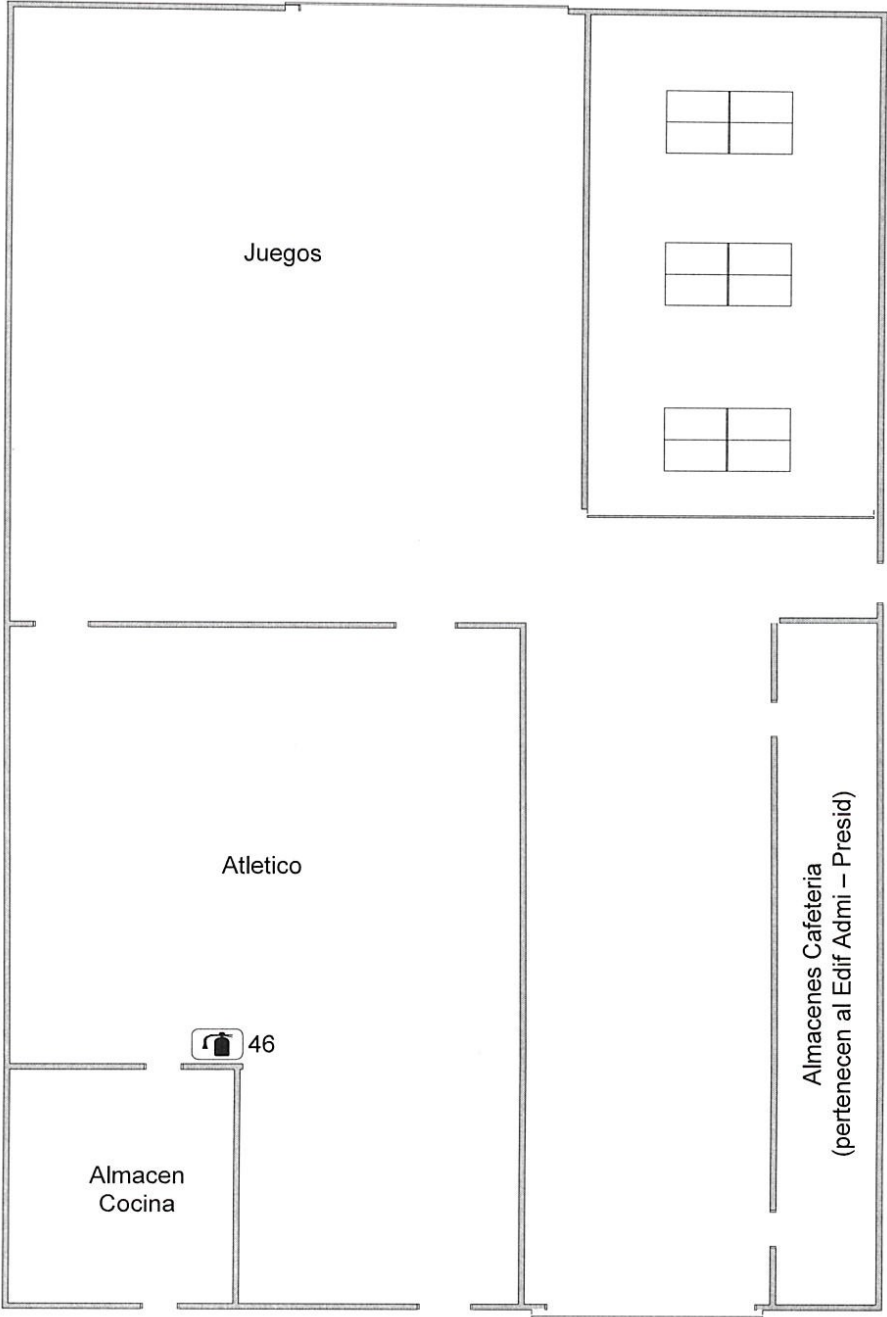 Juegos
Atletico
46
Almacen
Cocina
Almacenes Cafeteria
(pertenecen al Edif Admi – Presid)